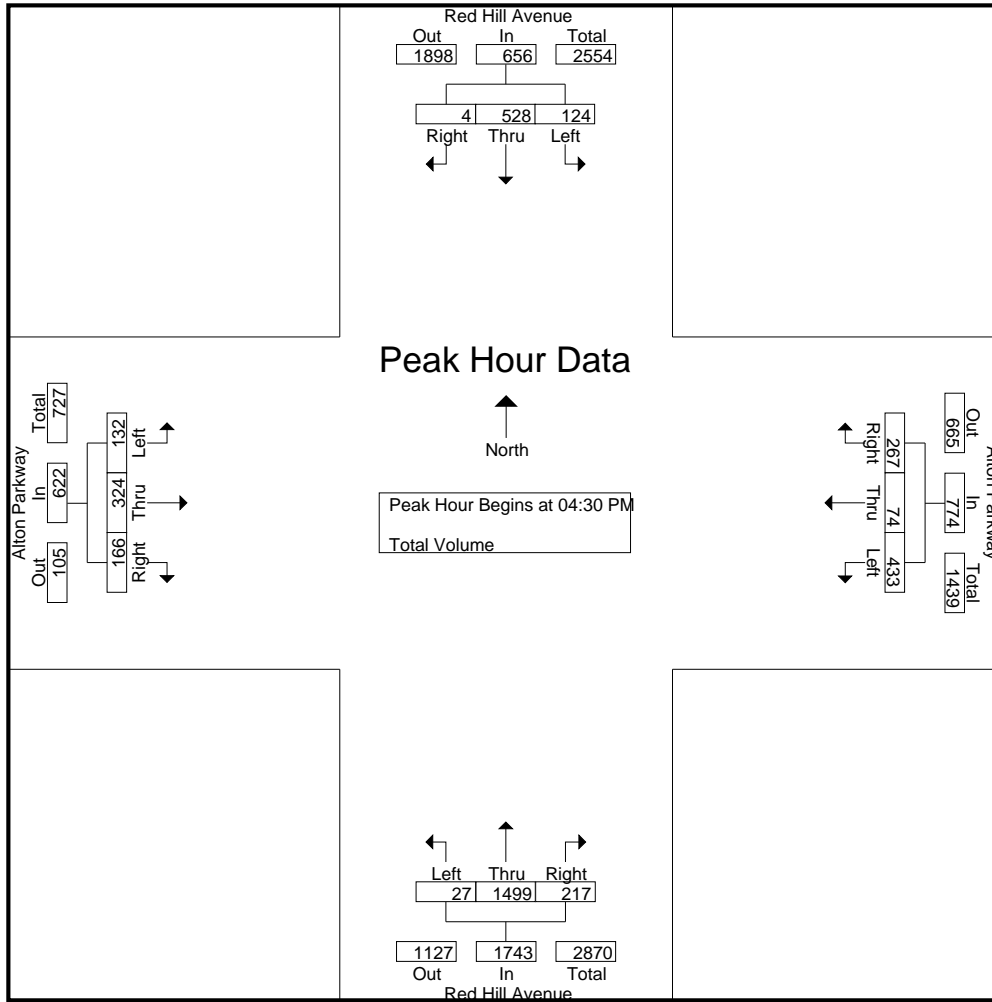 Red Hill Avenue
Out In Total
1898 656 2554
4 528 124
Right Thru Left
Peak Hour Data
North
Peak Hour Begins at 04:30 PM
Total Volume
Alton Parkway
Out In Total
105 622 727
166 324 132
Right Thru Left
Alton Parkway
Out In Total
665 774 1439
267 74 433
Right Thru Left
Left Thru Right
27 1499 217
1127 1743 2870
Out In Total
Red Hill Avenue